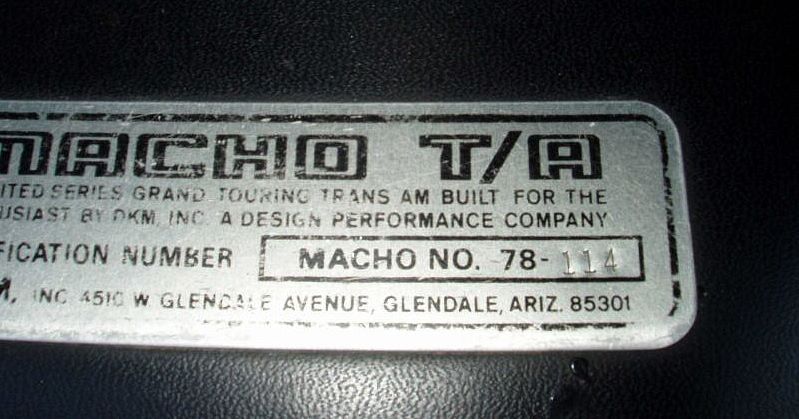 MACHO T/A
ITED SERIES GRAND TOURING TRANS AM BUILT FOR THE
USIAST BY DKM, INC. A DESIGN PERFORMANCE COMPANY
FICATION NUMBER MACHO NO. 78-114
M, INC 4510 W GLENDALE AVENUE, GLENDALE, ARIZ. 85301